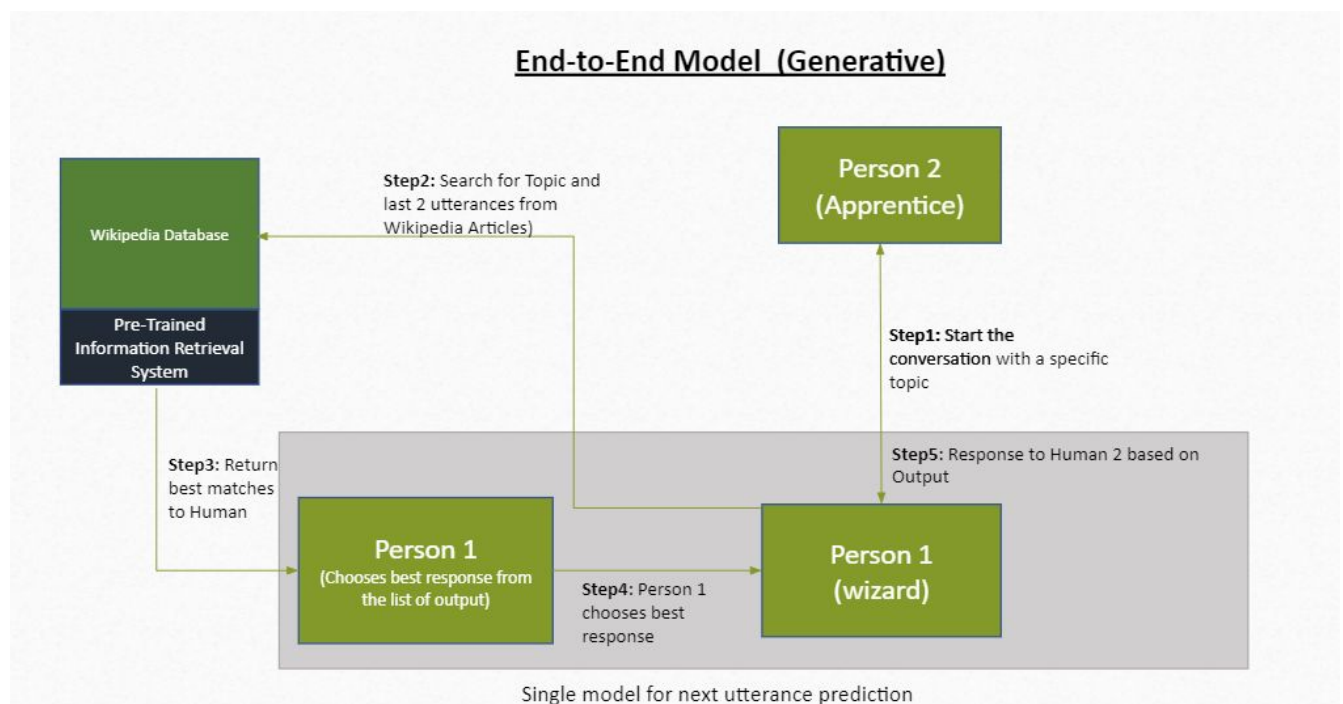 End-to-End Model (Generative)
Person 2
(Apprentice)
Step2: Search for Topic and
last 2 utterances from
Wikipedia Articles)
Wikipedia Database
Pre-Trained
Information Retrieval
System
Step1: Start the
conversation with a specific
topic
Step3: Return
best matches
to Human
Step5: Response to Human 2 based on
Output
Person 1
(Chooses best response from
the list of output)
Step4: Person 1
chooses best
response
Person 1
(wizard)
Single model for next utterance prediction